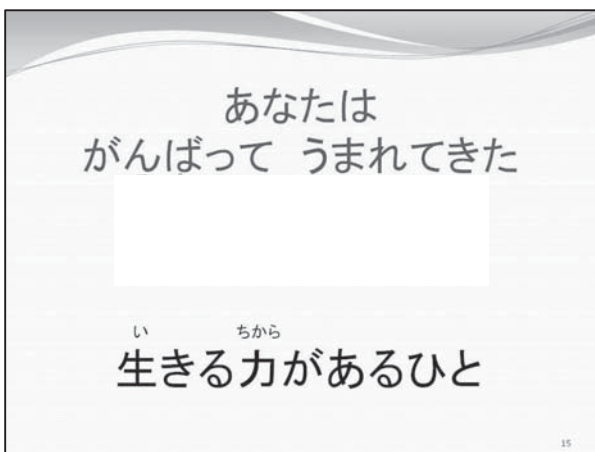 あなたは
がんばって うまれてきた
い ちから
生きる力があるひと
15